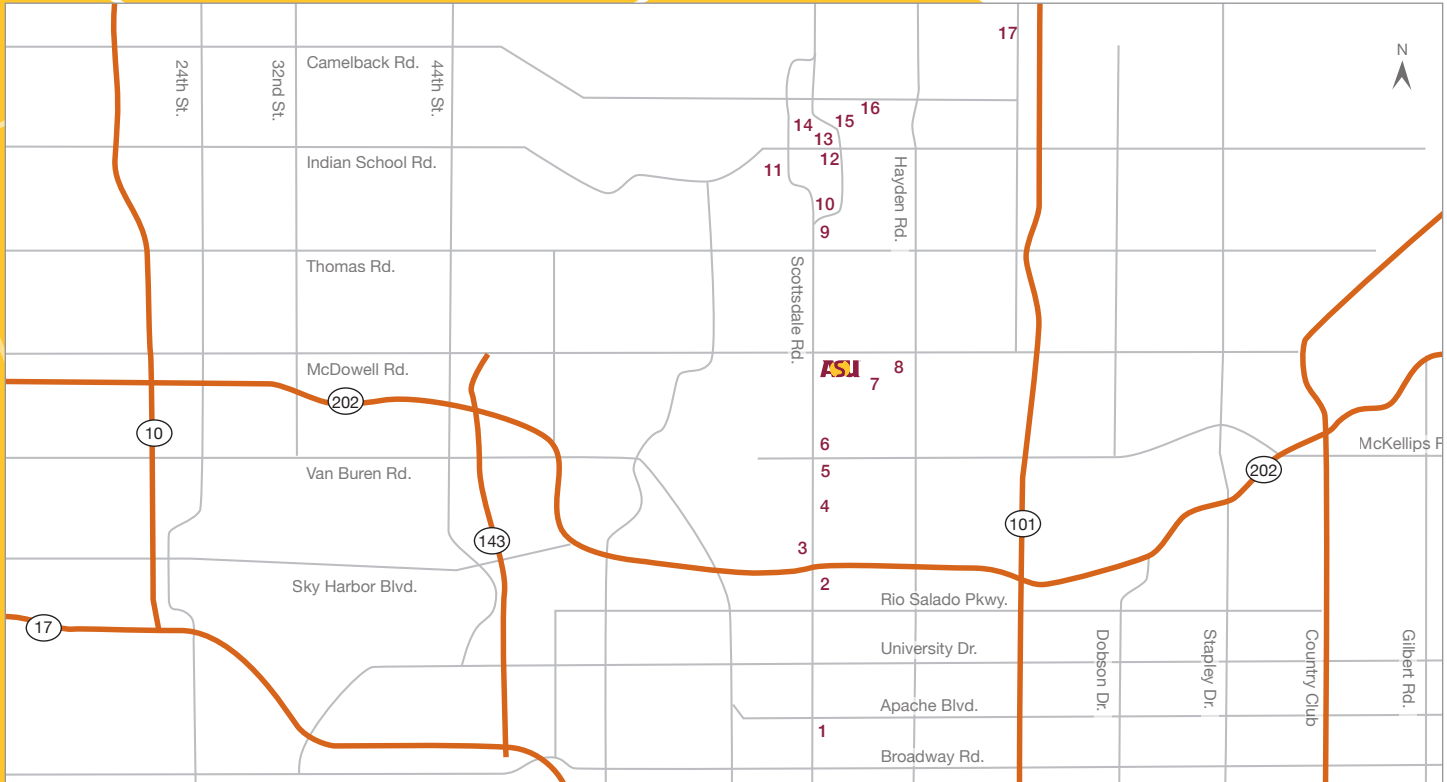 17
N
Camelback Rd.
24th St.
32nd St.
44th St.
16
15
14
13
12
11
Indian School Rd.
Hayden Rd.
10
9
Thomas Rd.
Scottsdale Rd.
McDowell Rd.
ASU
8
7
202
10
6
McKellips R
5
Van Buren Rd.
202
4
101
143
3
Sky Harbor Blvd.
2
Rio Salado Pkwy.
17
University Dr.
Dobson Dr.
Stapley Dr.
Country Club
Gilbert Rd.
Apache Blvd.
1
Broadway Rd.